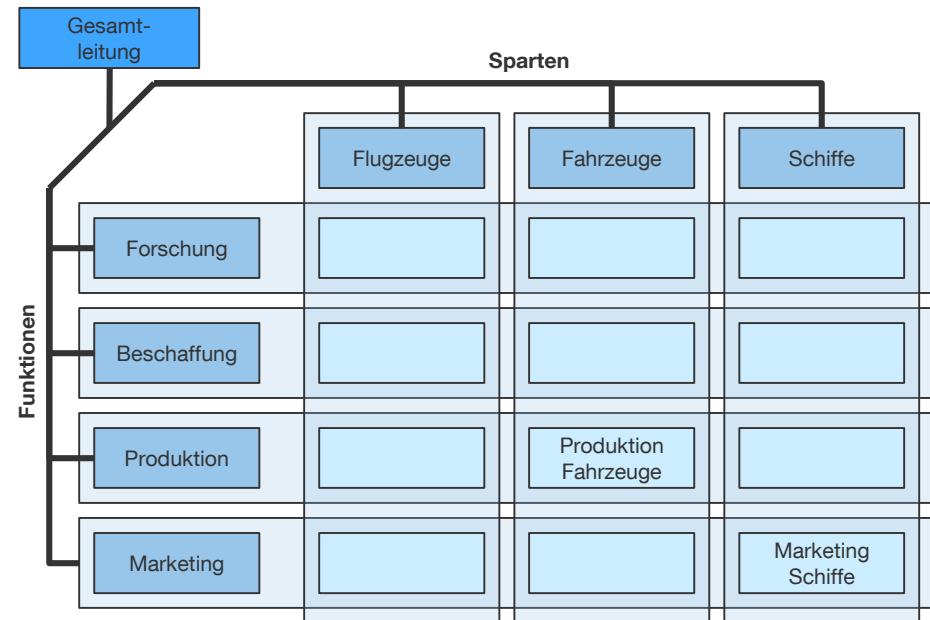 Gesamt-
leitung
Sparten
Flugzeuge
Fahrzeuge
Schiffe
Funktionen
Forschung
Beschaffung
Produktion
Produktion
Fahrzeuge
Marketing
Marketing
Schiffe